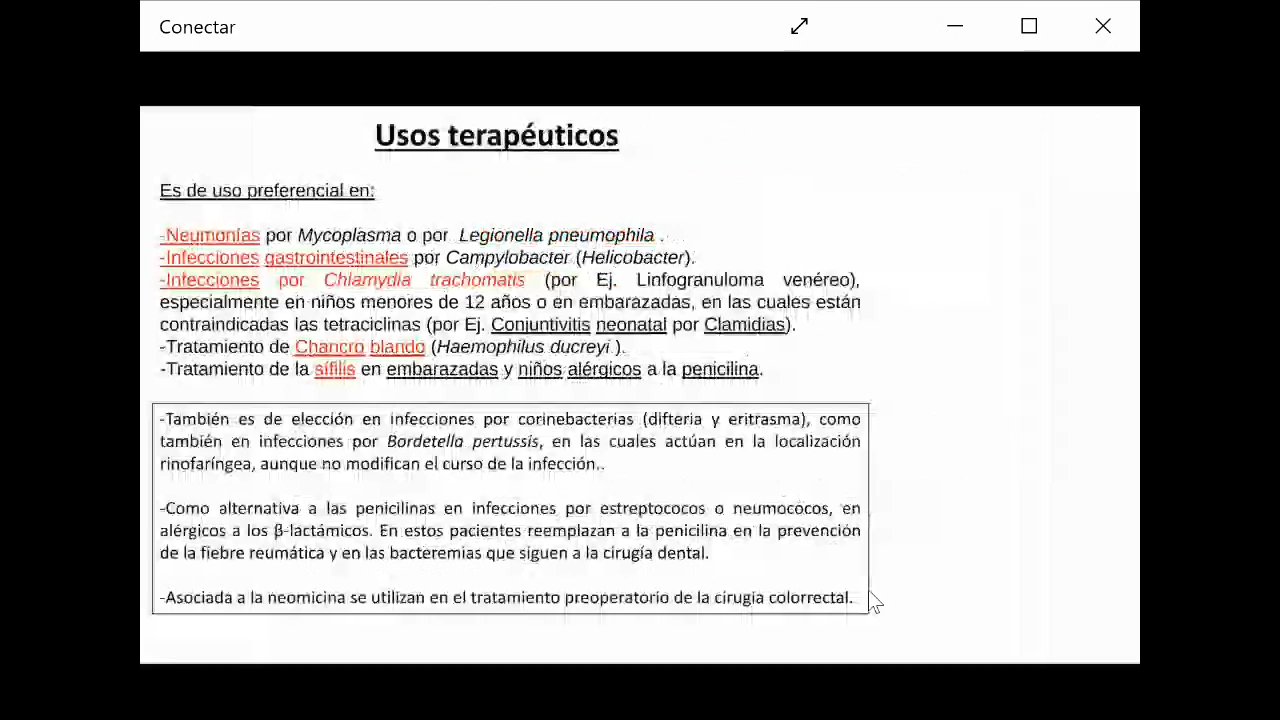 Conectar
Usos terapéuticos
Es de uso preferencial en:
-Neumonías por Mycoplasma o por Legionella pneumophila .
-Infecciones gastrointestinales por Campylobacter (Helicobacter).
-Infecciones por Chlamydia trachomatis (por Ej. Linfogranuloma venéreo),
especialmente en niños menores de 12 años o en embarazadas, en las cuales están
contraindicadas las tetraciclinas (por Ej. Conjuntivitis neonatal por Clamidias).
-Tratamiento de Chancro blando (Haemophilus ducreyi ).
-Tratamiento de la sífilis en embarazadas y niños alérgicos a la penicilina.
-También es de elección en infecciones por corinebacterias (difteria y eritrasma), como
también en infecciones por Bordetella pertussis, en las cuales actúan en la localización
rinofaríngea, aunque no modifican el curso de la infección..
-Como alternativa a las penicilinas en infecciones por estreptococos o neumococos, en
alérgicos a los β-lactámicos. En estos pacientes reemplazan a la penicilina en la prevención
de la fiebre reumática y en las bacteremias que siguen a la cirugía dental.
-Asociada a la neomicina se utilizan en el tratamiento preoperatorio de la cirugía colorrectal.